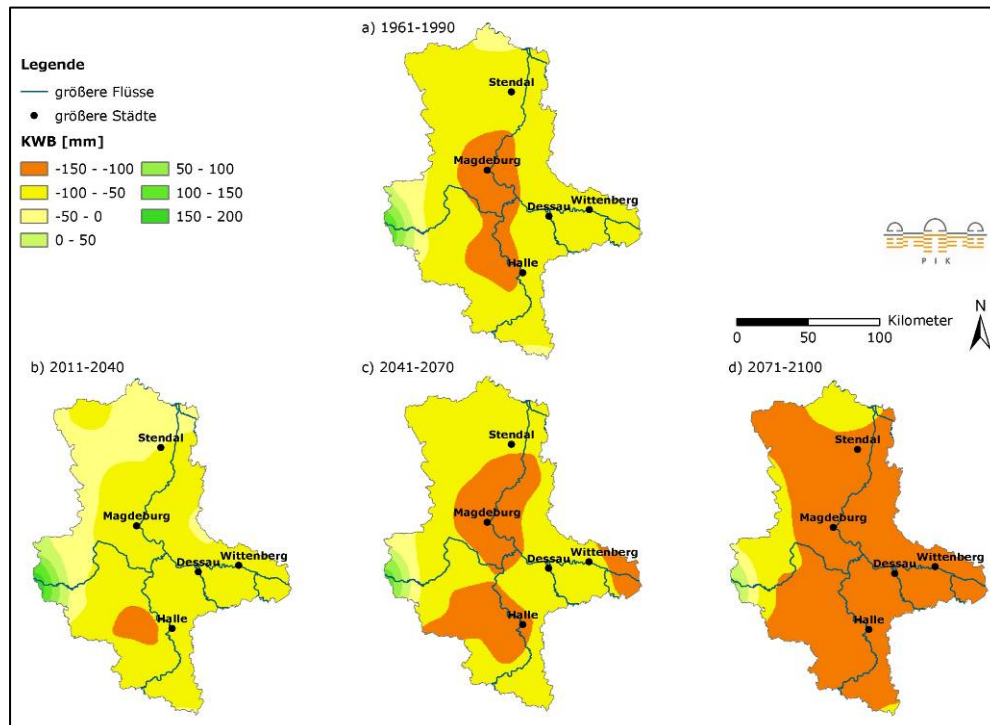 a) 1961-1990
Legende
größere Flüsse
größere Städte
KWB [mm]
-150 - -100
-100 - -50
-50 - 0
0 - 50
50 - 100
100 - 150
150 - 200
Stendal
Magdeburg
Dessau
Wittenberg
Halle
P I K
N
Kilometer
0 50 100
b) 2011-2040
Stendal
Magdeburg
Dessau
Wittenberg
Halle
c) 2041-2070
Stendal
Magdeburg
Dessau
Wittenberg
Halle
d) 2071-2100
Stendal
Magdeburg
Dessau
Wittenberg
Halle